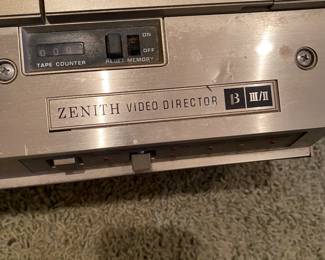 ON
OFF
TAPE COUNTER RESET MEMORY
ZENITH VIDEO DIRECTOR β III/II